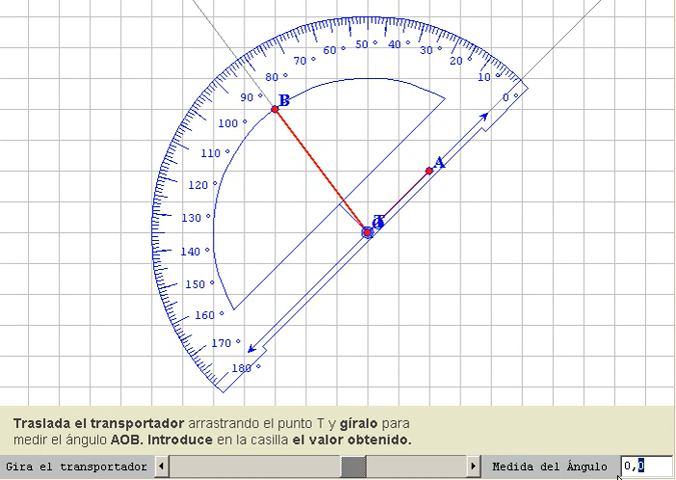 50 °
60 °
40 °
70 °
30 °
80 °
20 °
90 °
10 °
B
0 °
100 °
110 °
A
120 °
T
130 °
140 °
150 °
160 °
170 °
180 °
Traslada el transportador arrastrando el punto T y gíralo para
medir el ángulo AOB. Introduce en la casilla el valor obtenido.
Gira el transportador
Medida del Ángulo
0,0